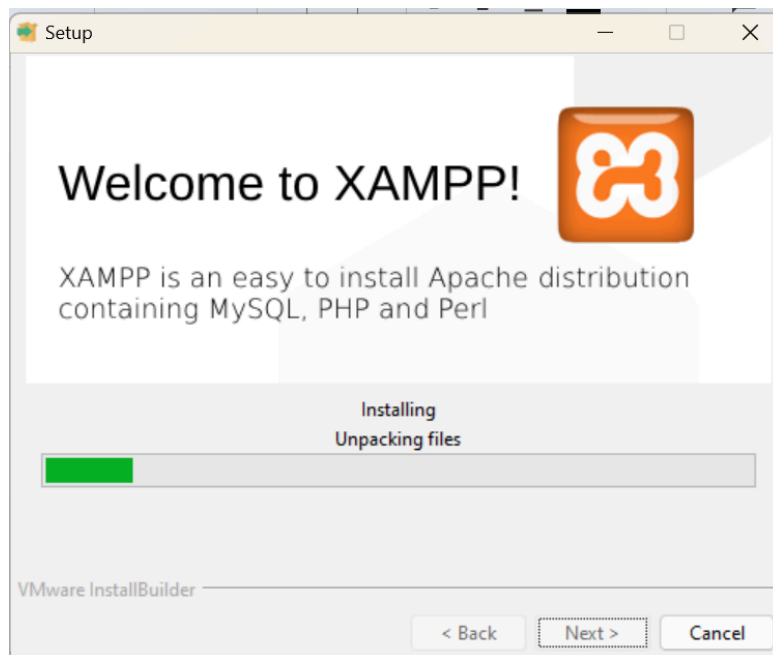 Setup
Welcome to XAMPP!
XAMPP is an easy to install Apache distribution
containing MySQL, PHP and Perl
Installing
Unpacking files
VMware InstallBuilder
< Back
Next >
Cancel